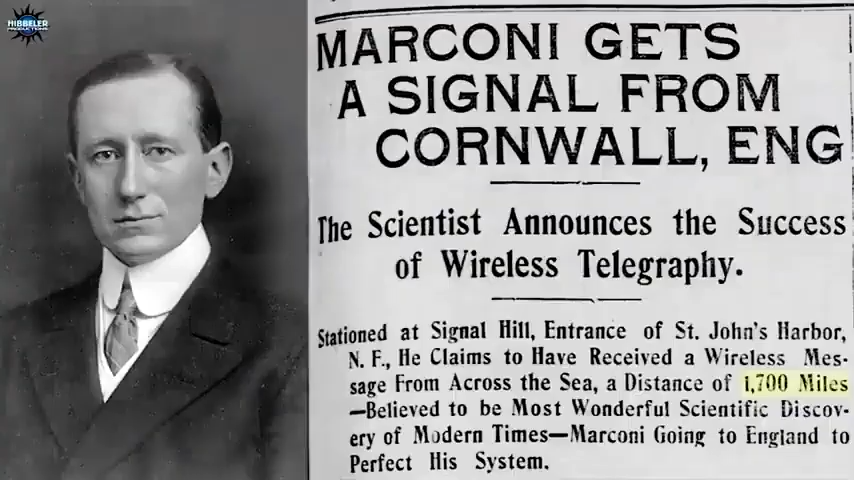 HIBBELER
PRODUCTIONS
MARCONI GETS
A SIGNAL FROM
CORNWALL, ENG
The Scientist Announces the Success
of Wireless Telegraphy.
Stationed at Signal Hill, Entrance of St. John's Harbor,
N. F., He Claims to Have Received a Wireless Mes-
sage From Across the Sea, a Distance of 1,700 Miles
—Believed to be Most Wonderful Scientific Discov-
ery of Modern Times—Marconi Going to England to
Perfect His System.